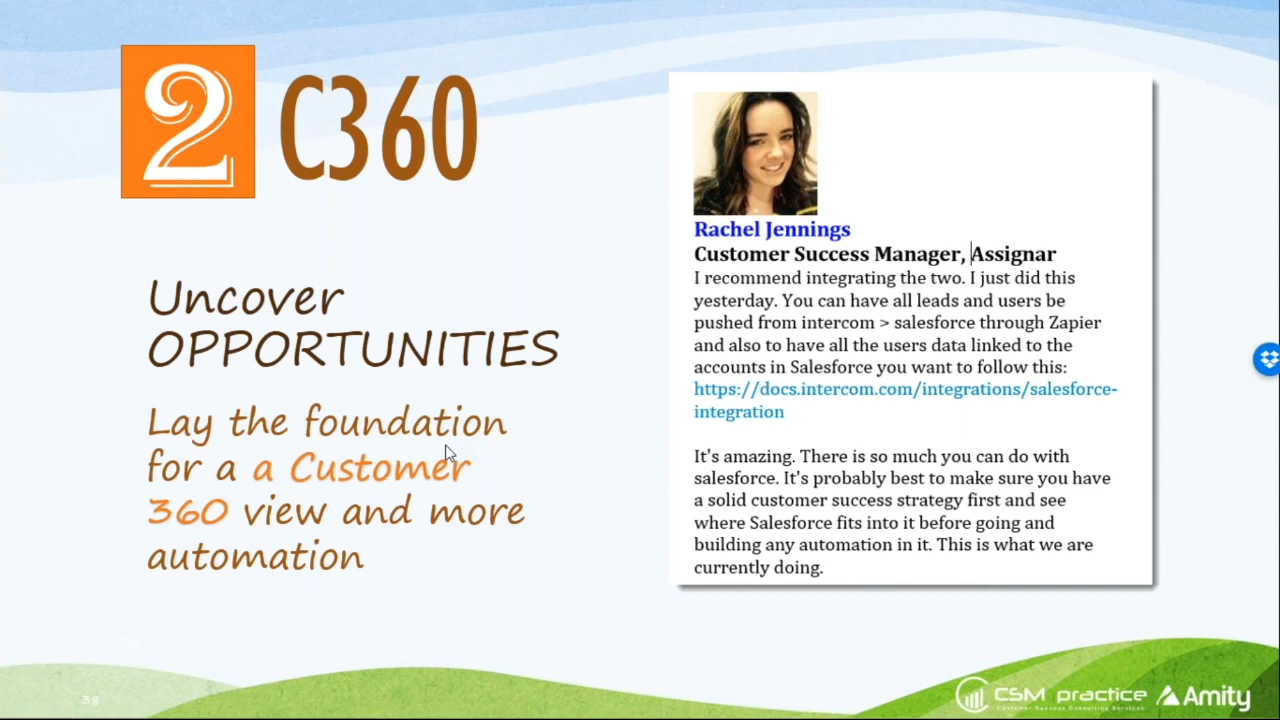 2 C360
Uncover
OPPORTUNITIES
Lay the foundation
for a a Customer
360 view and more
automation
Rachel Jennings
Customer Success Manager, Assignar
I recommend integrating the two. I just did this
yesterday. You can have all leads and users be
pushed from intercom > salesforce through Zapier
and also to have all the users data linked to the
accounts in Salesforce you want to follow this:
https://docs.intercom.com/integrations/salesforce-
integration
It's amazing. There is so much you can do with
salesforce. It's probably best to make sure you have
a solid customer success strategy first and see
where Salesforce fits into it before going and
building any automation in it. This is what we are
currently doing.
38
CSM practice
Customer Success Consulting Services
Amity